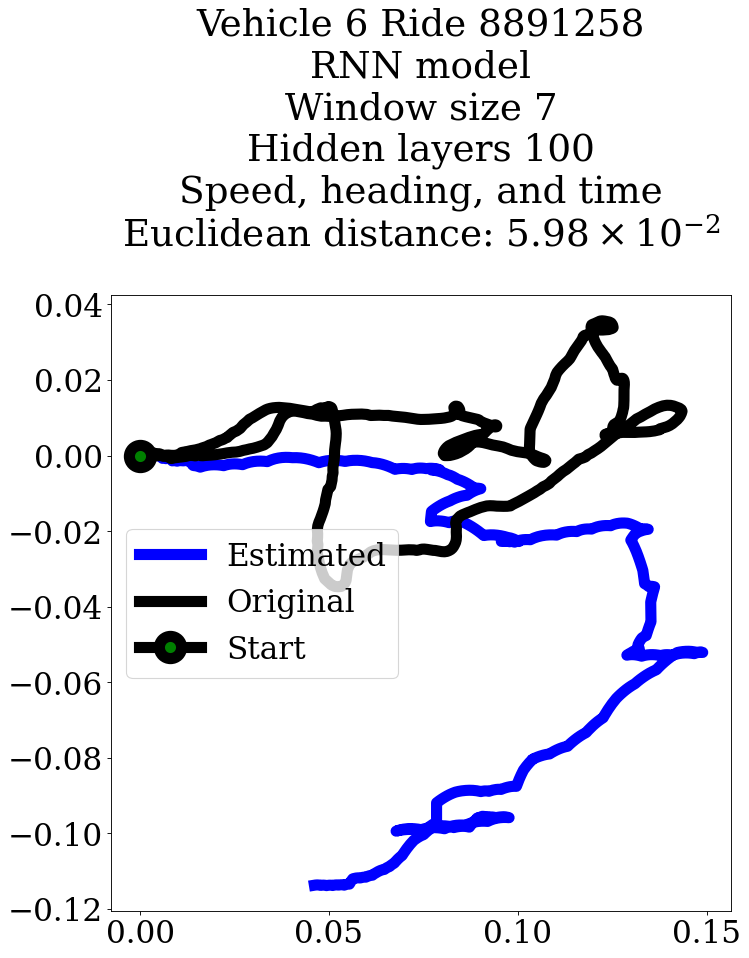 Vehicle 6 Ride 8891258
RNN model
Window size 7
Hidden layers 100
Speed, heading, and time
Euclidean distance: 5.98 × 10⁻²
0.04
0.02
0.00
−0.02
−0.04
−0.06
−0.08
−0.10
−0.12
Estimated
Original
Start
0.00 0.05 0.10 0.15